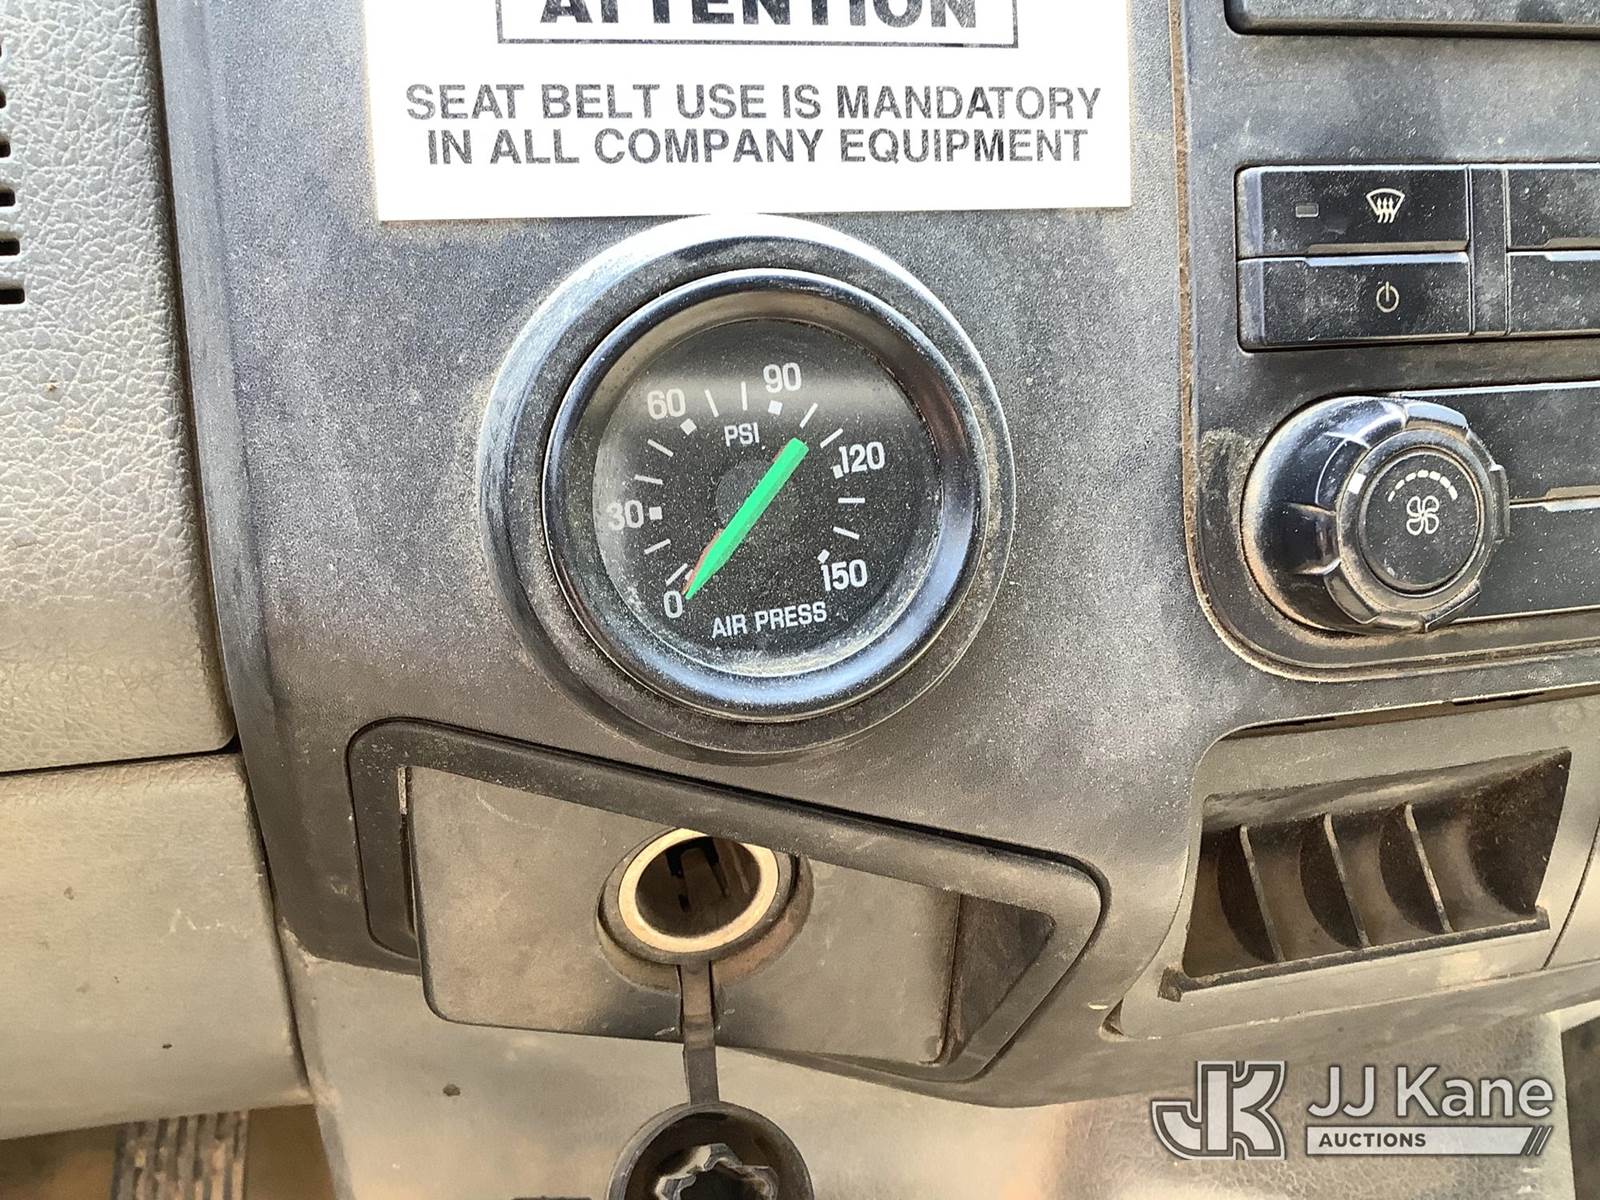 ATTENTION
SEAT BELT USE IS MANDATORY
IN ALL COMPANY EQUIPMENT
90
60
PSI
120
30
150
0
AIR PRESS
JK JJ Kane
AUCTIONS